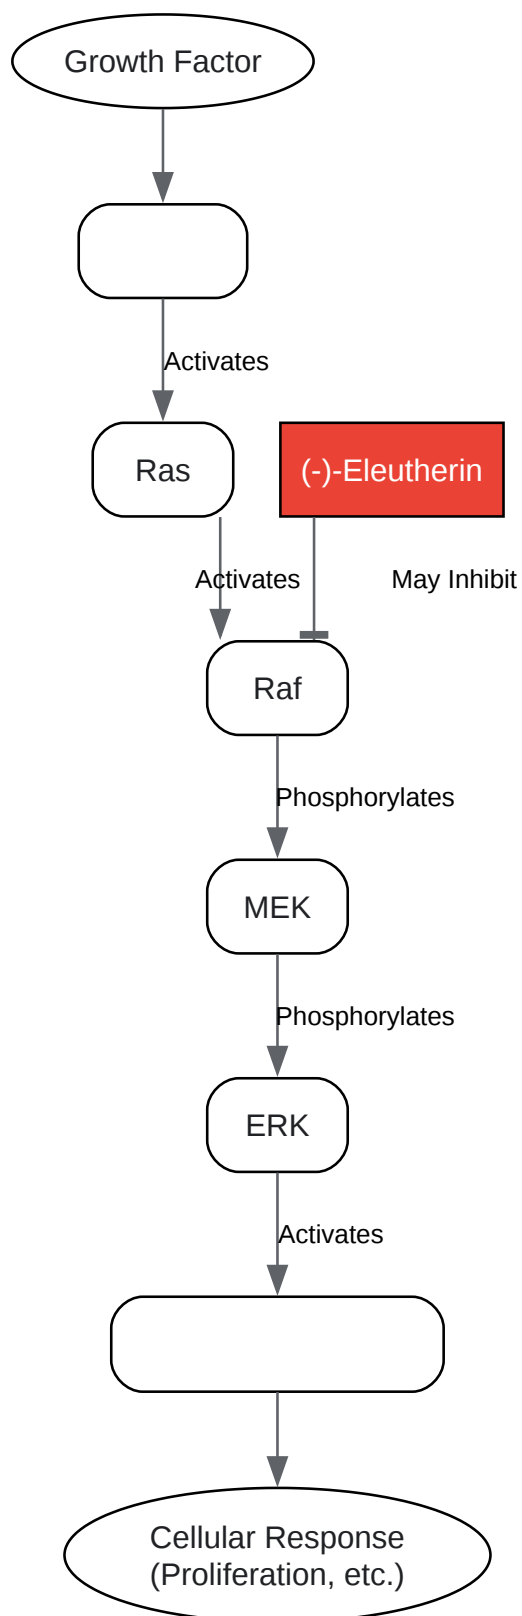 Growth Factor
Activates
Ras
(-)-Eleutherin
Activates
May Inhibit
Raf
Phosphorylates
MEK
Phosphorylates
ERK
Activates
Cellular Response
(Proliferation, etc.)